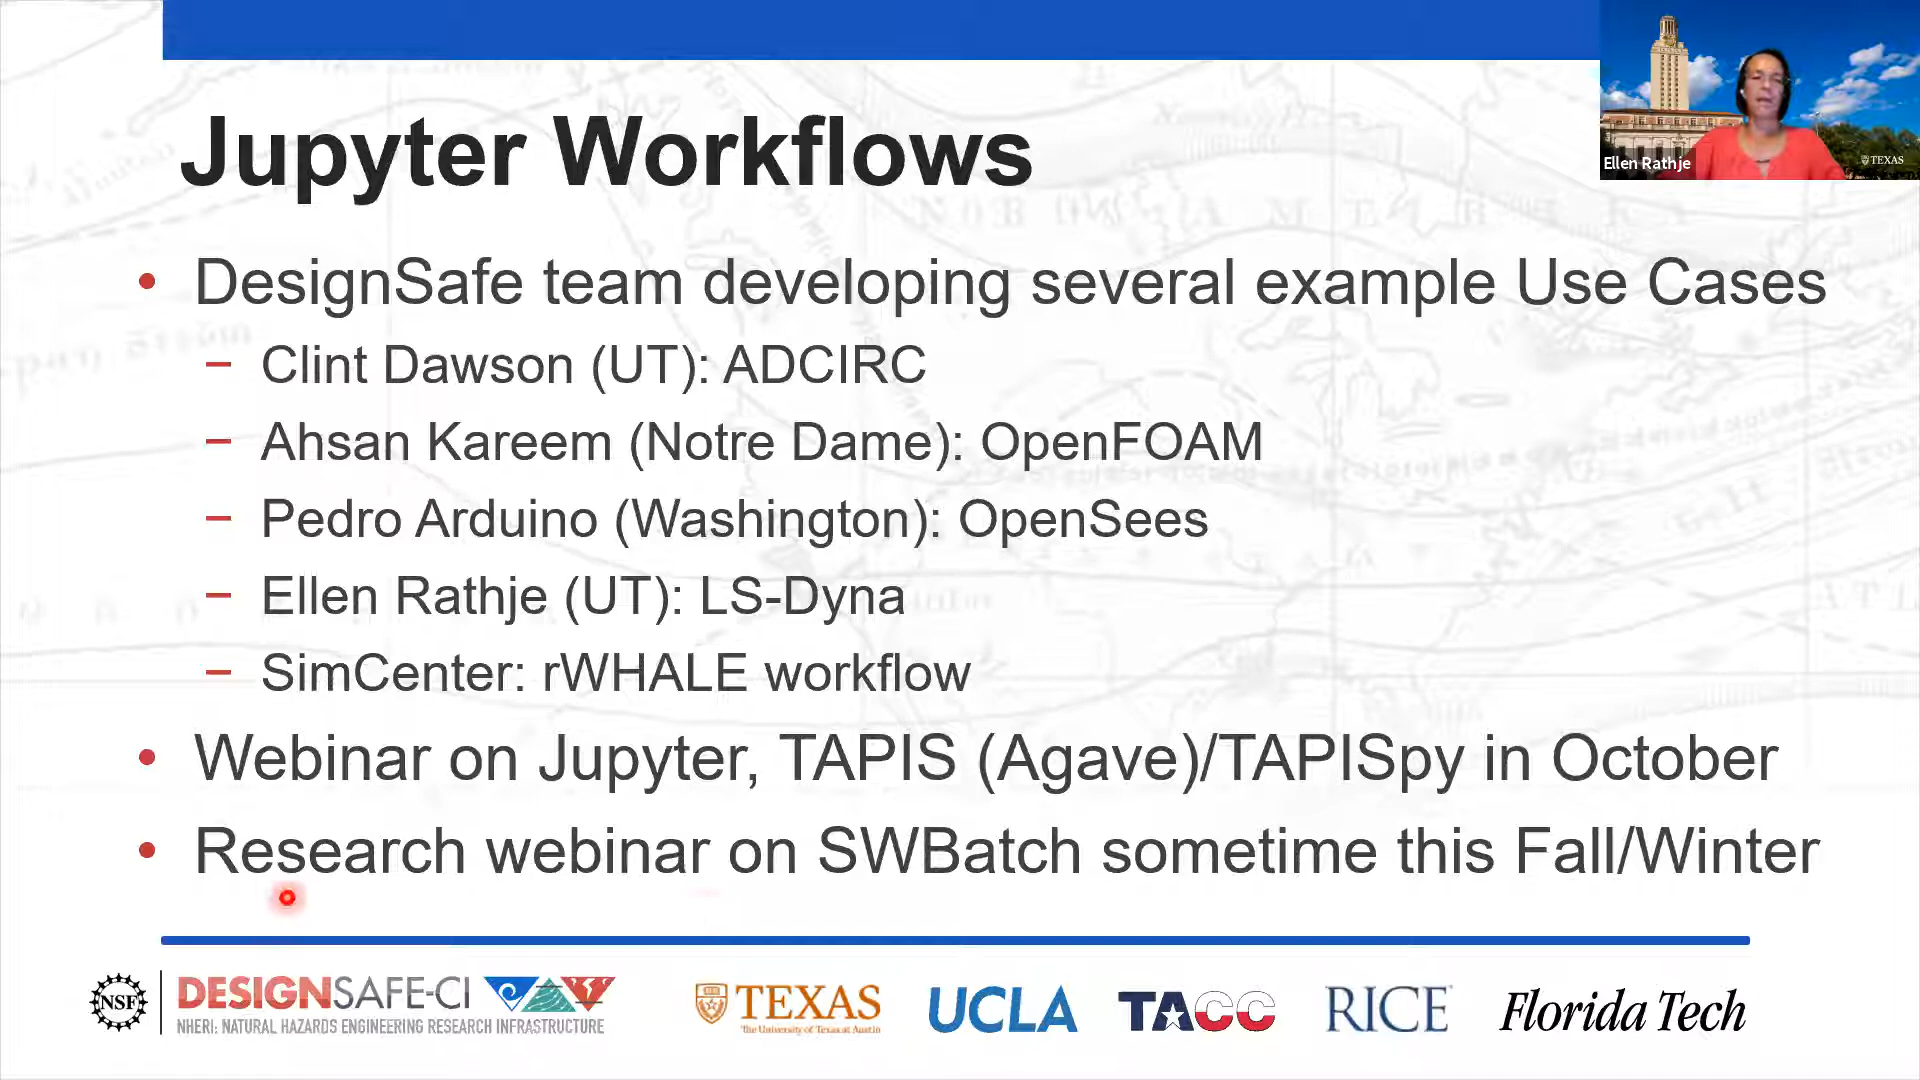 Jupyter Workflows
Ellen Rathje
TEXAS
• DesignSafe team developing several example Use Cases
– Clint Dawson (UT): ADCIRC
– Ahsan Kareem (Notre Dame): OpenFOAM
– Pedro Arduino (Washington): OpenSees
– Ellen Rathje (UT): LS-Dyna
– SimCenter: rWHALE workflow
• Webinar on Jupyter, TAPIS (Agave)/TAPISpy in October
• Research webinar on SWBatch sometime this Fall/Winter
NSF
DESIGNSAFE-CI
NHERI: NATURAL HAZARDS ENGINEERING RESEARCH INFRASTRUCTURE
TEXAS
The University of Texas at Austin
UCLA
TACC
RICE
Florida Tech